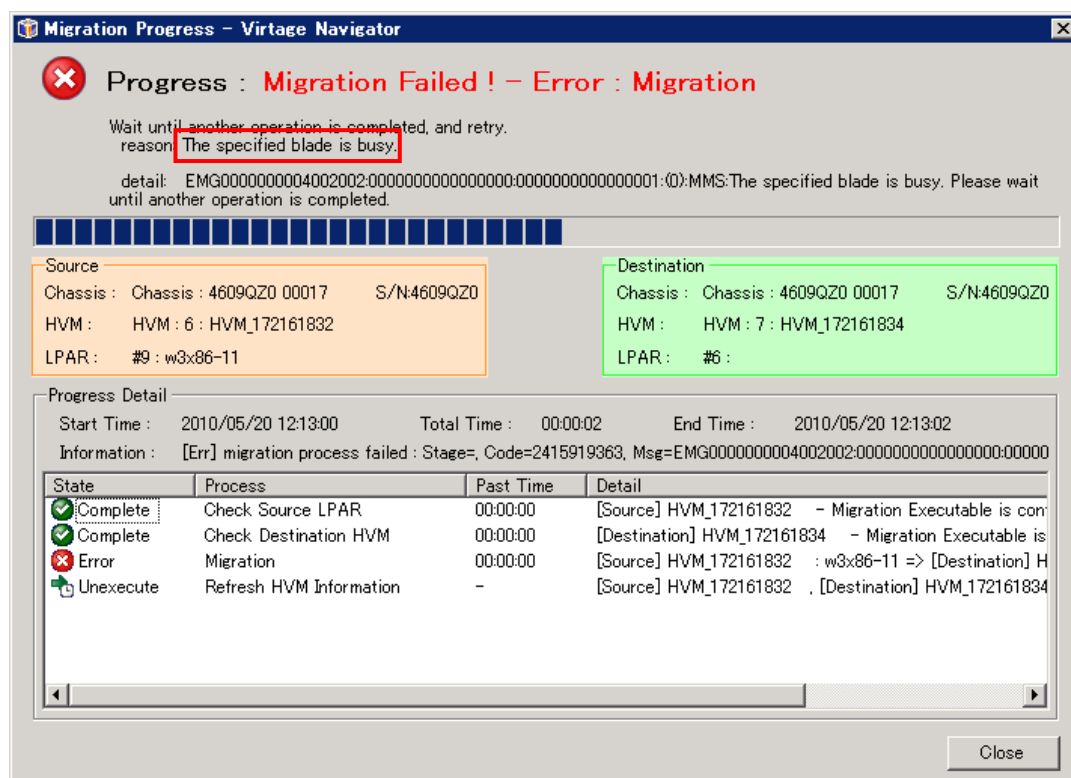 Migration Progress - Virtage Navigator
Progress : Migration Failed ! - Error : Migration
Wait until another operation is completed, and retry.
reason: The specified blade is busy.
detail: EMG0000000004002002:0000000000000000:0000000000000001:(0):MMS:The specified blade is busy. Please wait
until another operation is completed.
Source
Chassis : Chassis : 4609QZ0 00017 S/N:4609QZ0
HVM : HVM : 6 : HVM_172161832
LPAR : #9 : w3x86-11
Destination
Chassis : Chassis : 4609QZ0 00017 S/N:4609QZ0
HVM : HVM : 7 : HVM_172161834
LPAR : #6 :
Progress Detail
Start Time : 2010/05/20 12:13:00 Total Time : 00:00:02 End Time : 2010/05/20 12:13:02
Information : [Err] migration process failed : Stage=, Code=2415919363, Msg=EMG0000000004002002:0000000000000000:00000
State Process Past Time Detail
Complete Check Source LPAR 00:00:00 [Source] HVM_172161832 - Migration Executable is con
Complete Check Destination HVM 00:00:00 [Destination] HVM_172161834 - Migration Executable is
Error Migration 00:00:00 [Source] HVM_172161832 : w3x86-11 => [Destination] H
Unexecute Refresh HVM Information - [Source] HVM_172161832 , [Destination] HVM_172161834
Close